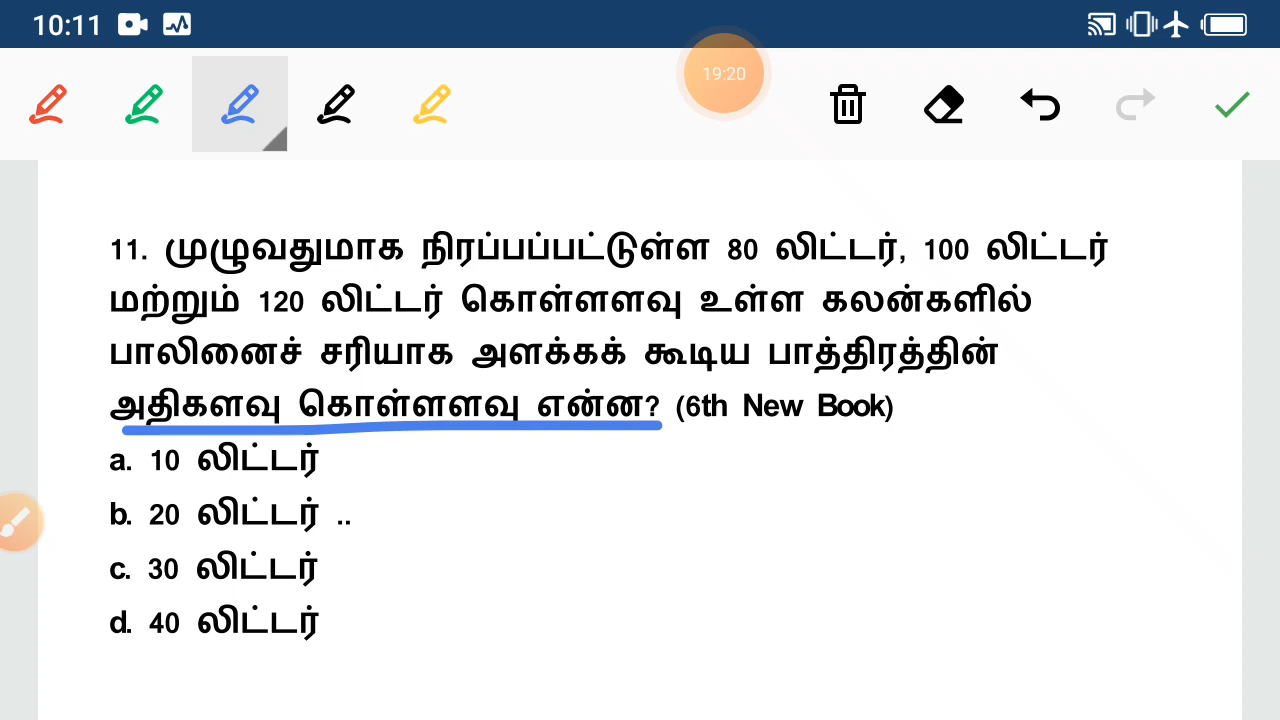 10:11
19:20
11. முழுவதுமாக நிரப்பப்பட்டுள்ள 80 லிட்டர், 100 லிட்டர்
மற்றும் 120 லிட்டர் கொள்ளளவு உள்ள கலன்களில்
பாலினைச் சரியாக அளக்கக் கூடிய பாத்திரத்தின்
அதிகளவு கொள்ளளவு என்ன? (6th New Book)
a. 10 லிட்டர்
b. 20 லிட்டர் ..
c. 30 லிட்டர்
d. 40 லிட்டர்